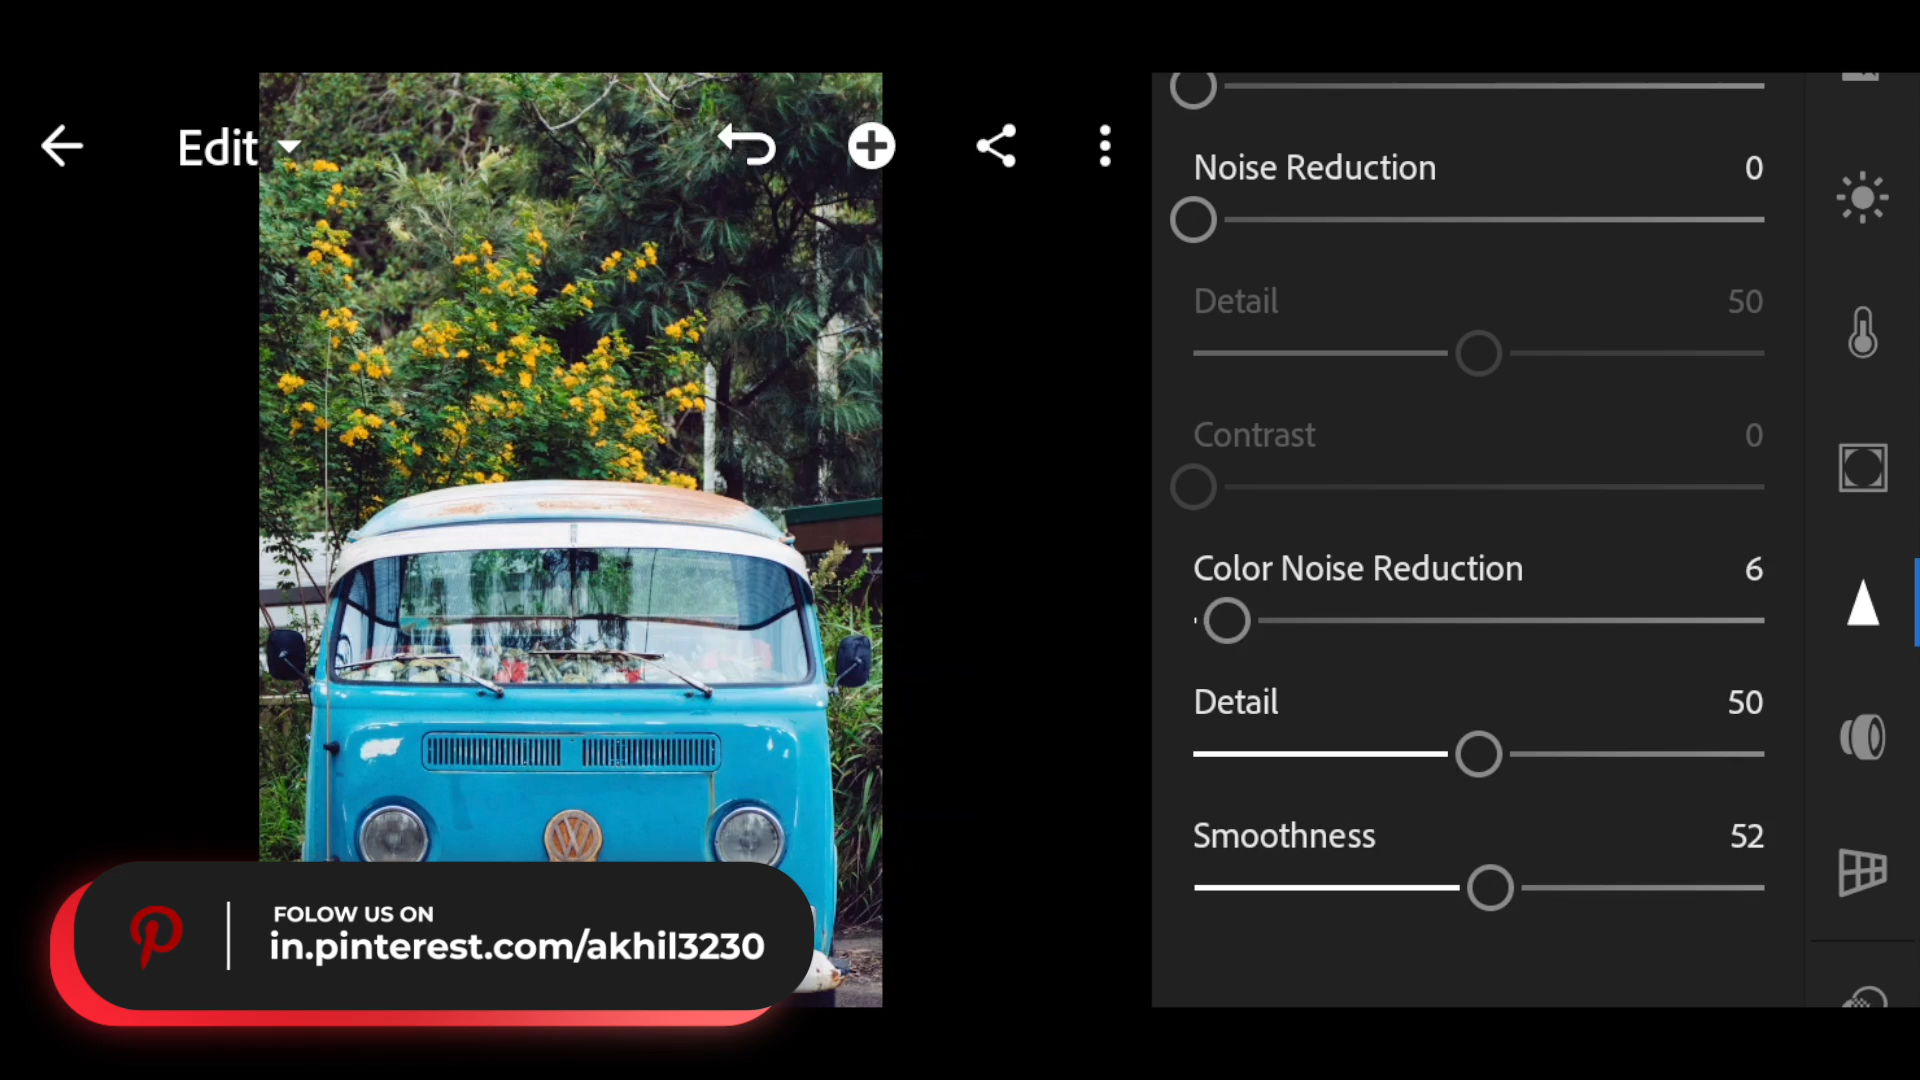 Edit
Noise Reduction 0
Detail 50
Contrast 0
Color Noise Reduction 6
Detail 50
Smoothness 52
FOLOW US ON
in.pinterest.com/akhil3230